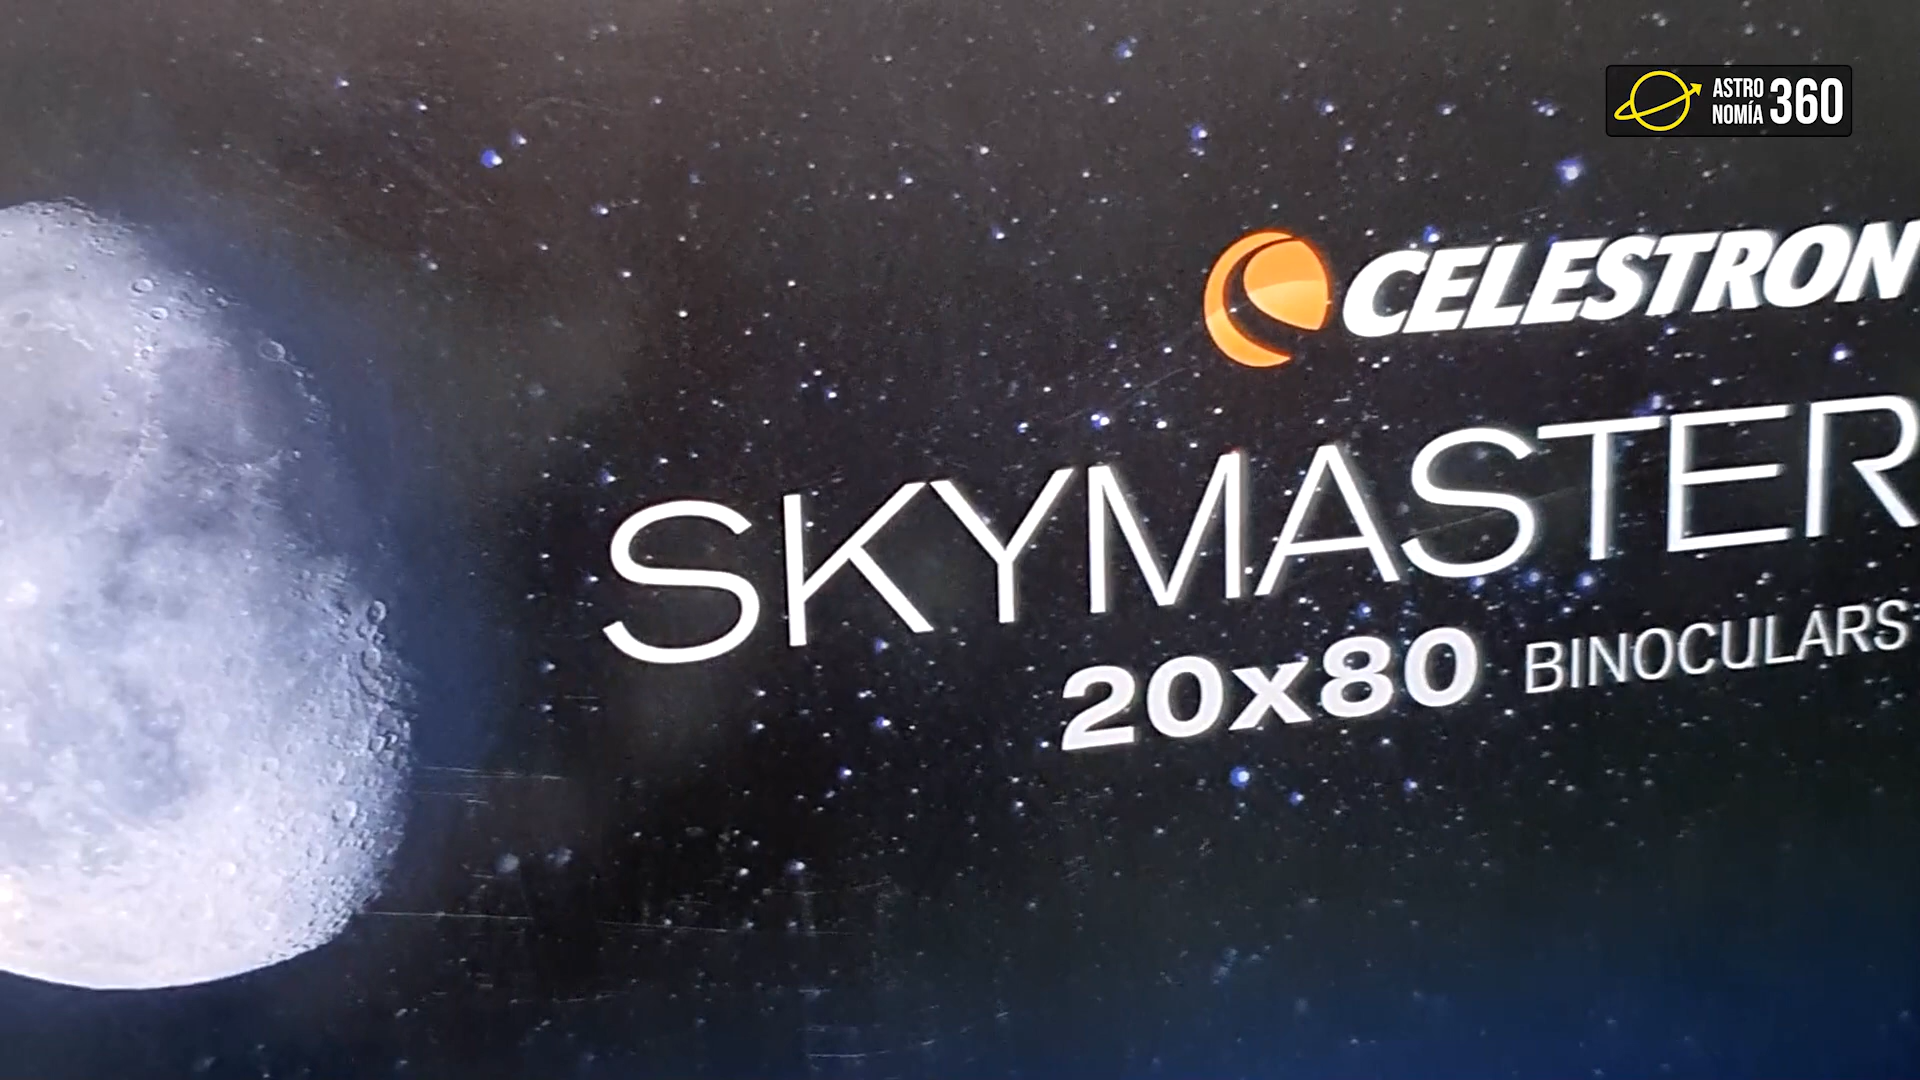 ASTRO
NOMÍA 360
CELESTRON
SKYMASTER
20x80 BINOCULARS